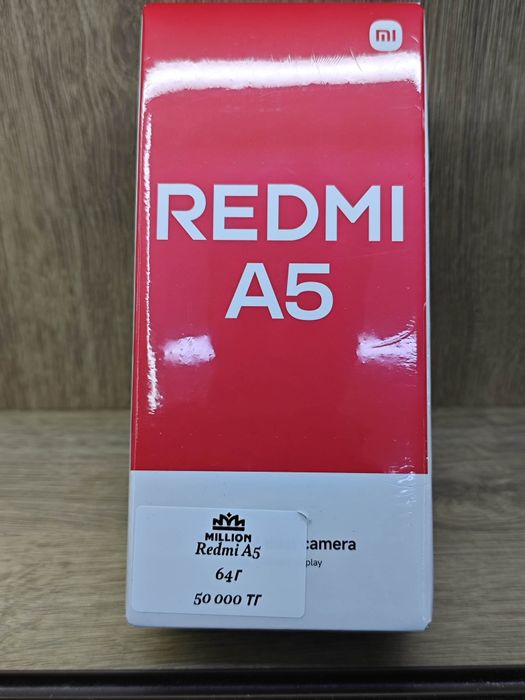 mi
REDMI
A5
camera
play
MILLION
Redmi A5
64г
50 000 тг